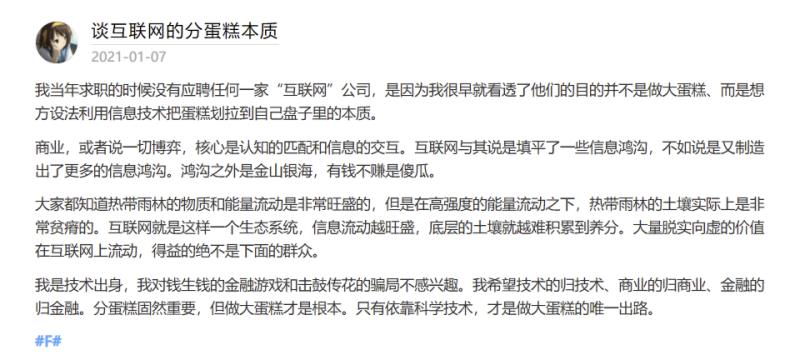 谈互联网的分蛋糕本质
2021-01-07
我当年求职的时候没有应聘任何一家“互联网”公司，是因为我很早就看透了他们的目的并不是做大蛋糕、而是想
方设法利用信息技术把蛋糕划拉到自己盘子里的本质。
商业，或者说一切博弈，核心是认知的匹配和信息的交互。互联网与其说是填平了一些信息鸿沟，不如说是又制造
出了更多的信息鸿沟。鸿沟之外是金山银海，有钱不赚是傻瓜。
大家都知道热带雨林的物质和能量流动是非常旺盛的，但是在高强度的能量流动之下，热带雨林的土壤实际上是非
常贫瘠的。互联网就是这样一个生态系统，信息流动越旺盛，底层的土壤就越难积累到养分。大量脱实向虚的价值
在互联网上流动，得益的绝不是下面的群众。
我是技术出身，我对钱生钱的金融游戏和击鼓传花的骗局不感兴趣。我希望技术的归技术、商业的归商业、金融的
归金融。分蛋糕固然重要，但做大蛋糕才是根本。只有依靠科学技术，才是做大蛋糕的唯一出路。
#F#